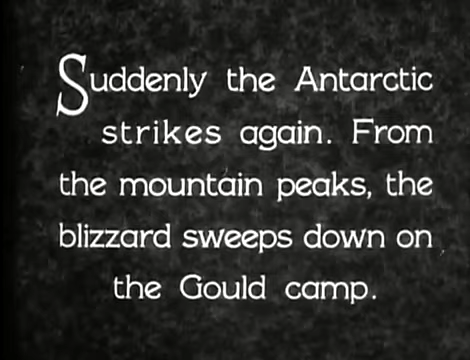 Suddenly the Antarctic
strikes again. From
the mountain peaks, the
blizzard sweeps down on
the Gould camp.